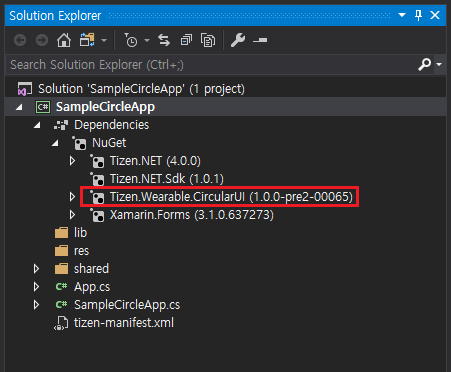 Solution Explorer
Search Solution Explorer (Ctrl+;)
Solution 'SampleCircleApp' (1 project)
C# SampleCircleApp
Dependencies
NuGet
Tizen.NET (4.0.0)
Tizen.NET.Sdk (1.0.1)
Tizen.Wearable.CircularUI (1.0.0-pre2-00065)
Xamarin.Forms (3.1.0.637273)
lib
res
shared
C# App.cs
C# SampleCircleApp.cs
tizen-manifest.xml